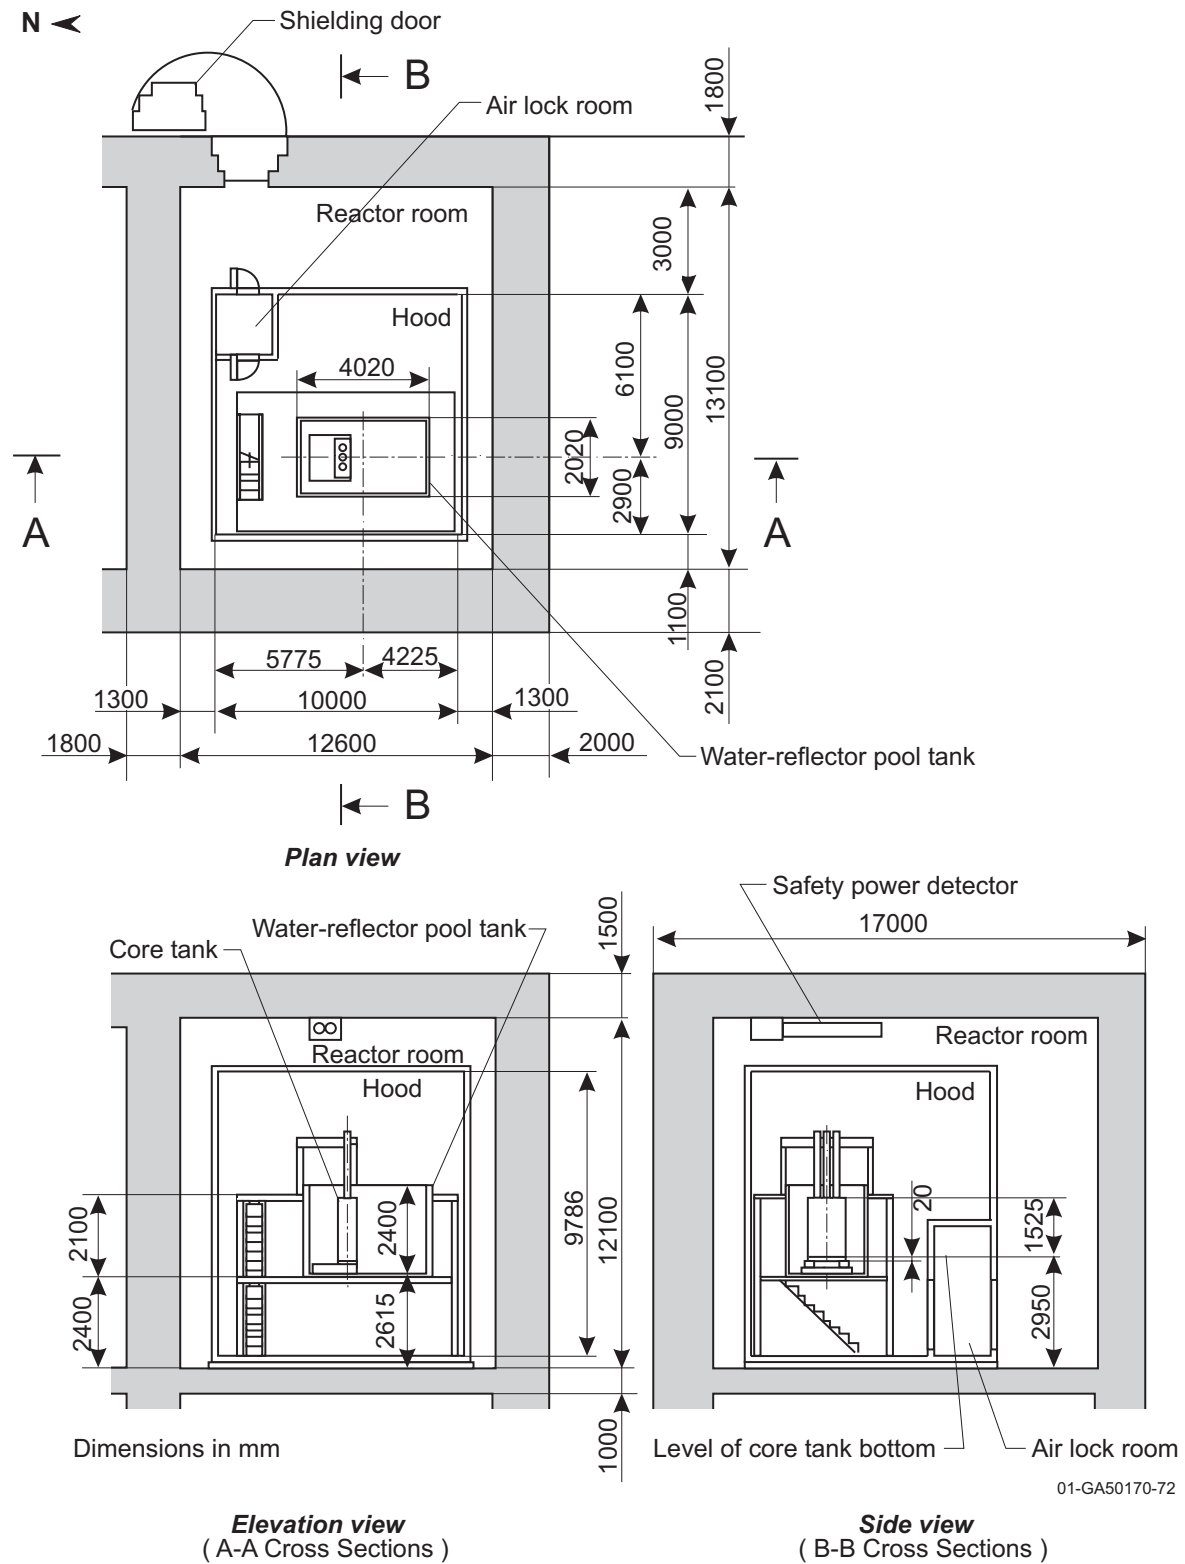 N
Shielding door
B
1800
Air lock room
Reactor room
3000
Hood
4020
6100
9000
13100
2020
2900
A
A
1100
2100
5775
4225
1300
10000
1300
1800
12600
2000
Water-reflector pool tank
B
Plan view
Safety power detector
1500
17000
Water-reflector pool tank
Core tank
Reactor room
Hood
Reactor room
Hood
9786
12100
2100
2400
2400
2615
20
1525
2950
1000
Dimensions in mm
Level of core tank bottom
Air lock room
01-GA50170-72
Elevation view
( A-A Cross Sections )
Side view
( B-B Cross Sections )